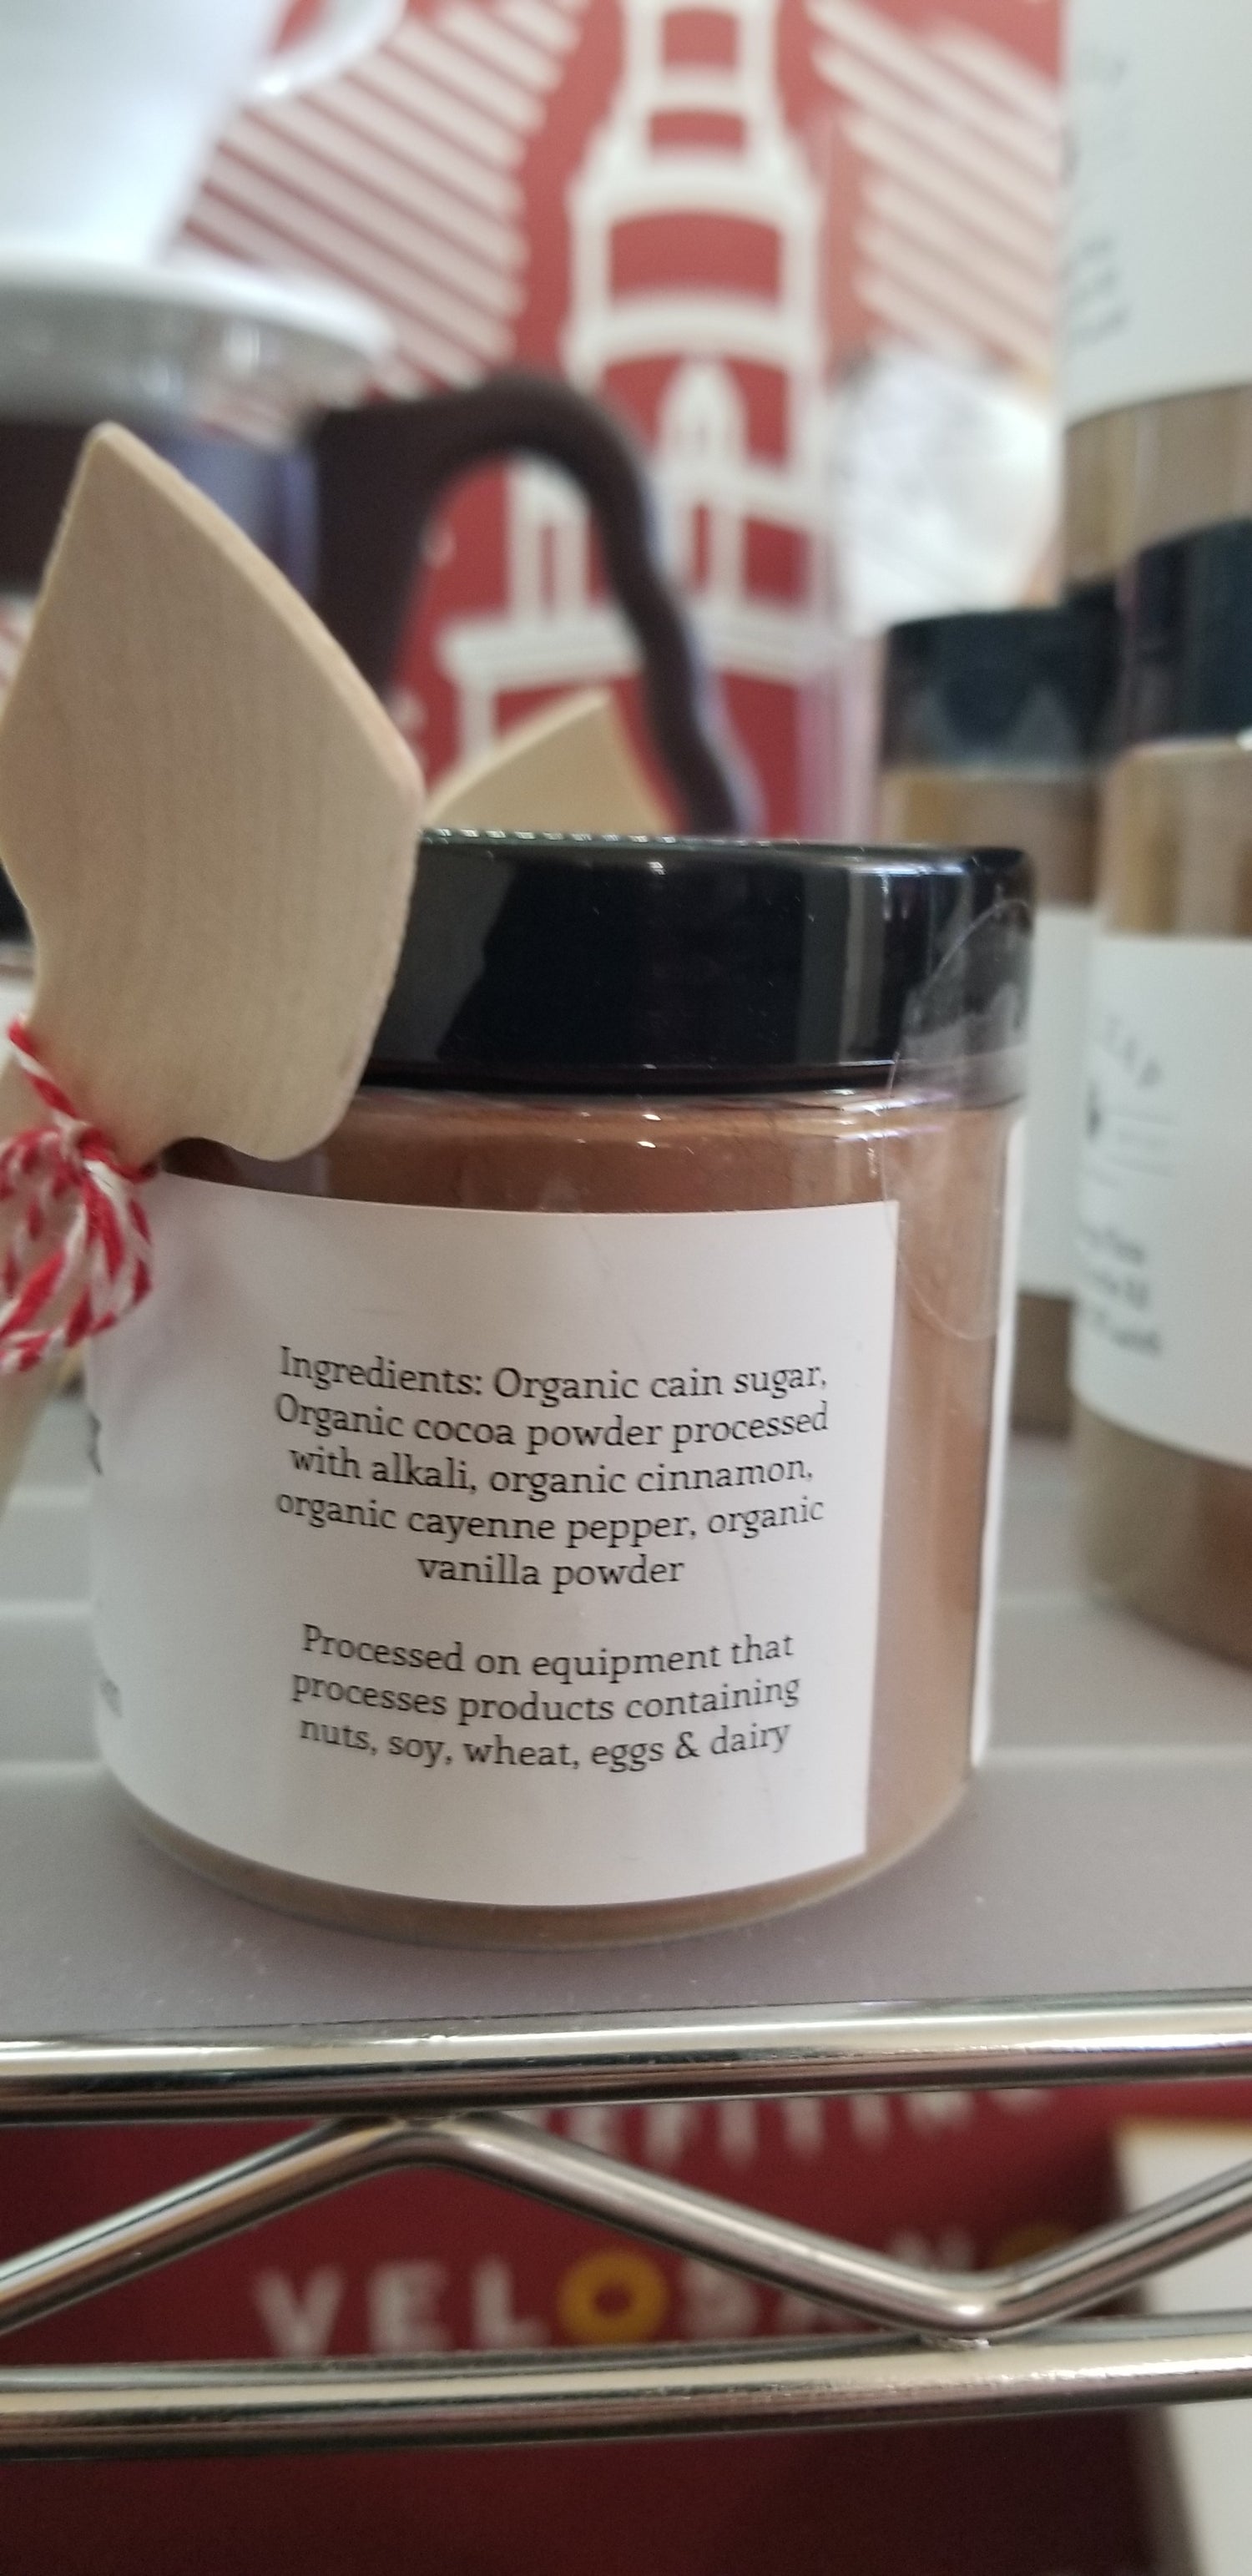 Ingredients: Organic cain sugar,
Organic cocoa powder processed
with alkali, organic cinnamon,
organic cayenne pepper, organic
vanilla powder
Processed on equipment that
processes products containing
nuts, soy, wheat, eggs & dairy